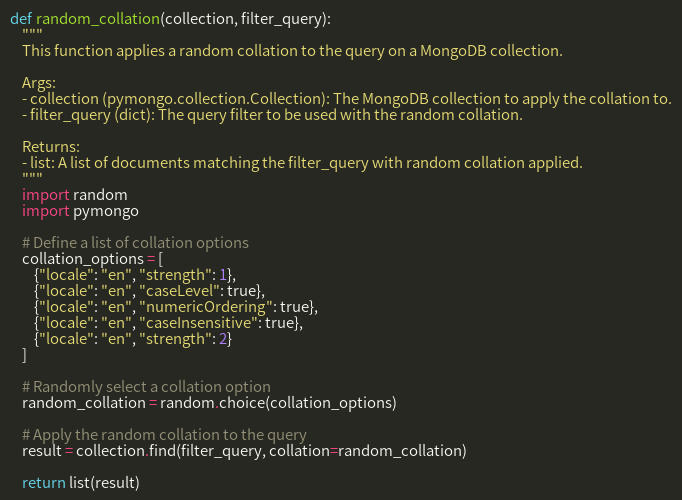 def random_collation(collection, filter_query):
    """
    This function applies a random collation to the query on a MongoDB collection.

    Args:
    - collection (pymongo.collection.Collection): The MongoDB collection to apply the collation to.
    - filter_query (dict): The query filter to be used with the random collation.

    Returns:
    - list: A list of documents matching the filter_query with random collation applied.
    """
    import random
    import pymongo

    # Define a list of collation options
    collation_options = [
        {"locale": "en", "strength": 1},
        {"locale": "en", "caseLevel": true},
        {"locale": "en", "numericOrdering": true},
        {"locale": "en", "caseInsensitive": true},
        {"locale": "en", "strength": 2}
    ]

    # Randomly select a collation option
    random_collation = random.choice(collation_options)

    # Apply the random collation to the query
    result = collection.find(filter_query, collation=random_collation)

    return list(result)